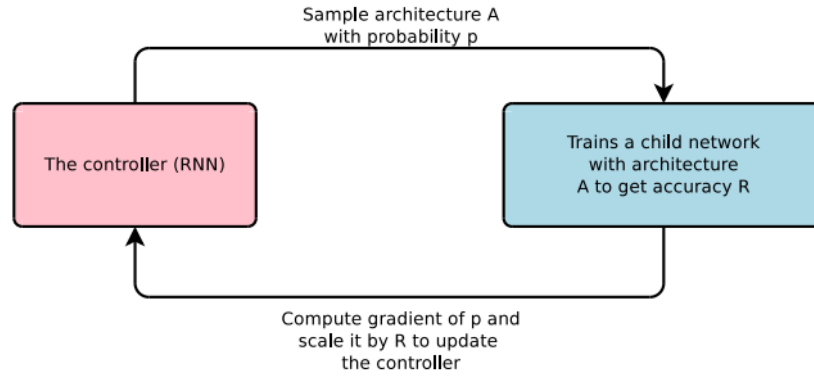 Sample architecture A
with probability p
The controller (RNN)
Trains a child network
with architecture
A to get accuracy R
Compute gradient of p and
scale it by R to update
the controller